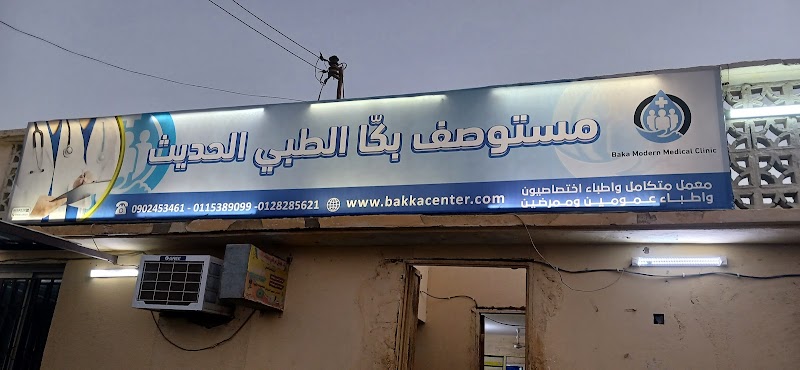 مستوصف بكّا الطبي الحديث
Baka Modern Medical Clinic
معمل متكامل واطباء اختصاصيون
واطباء عموميين وممرضين
www.bakkacenter.com
0902453461 - 0115389099 -0128285621